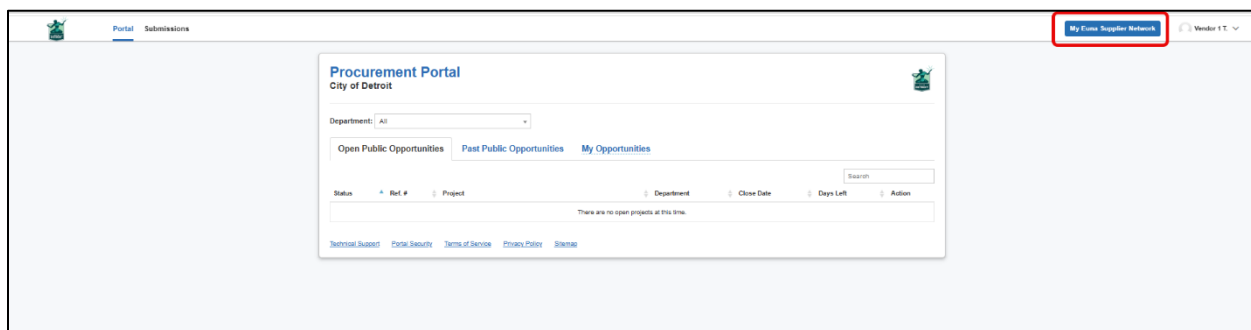 Portal Submissions My Euna Supplier Network Vendor 1 T.
Procurement Portal
City of Detroit
Department: All
Open Public Opportunities Past Public Opportunities My Opportunities
Search
Status Ref. # Project Department Close Date Days Left Action
There are no open projects at this time.
Technical Support Portal Security Terms of Service Privacy Policy Sitemap